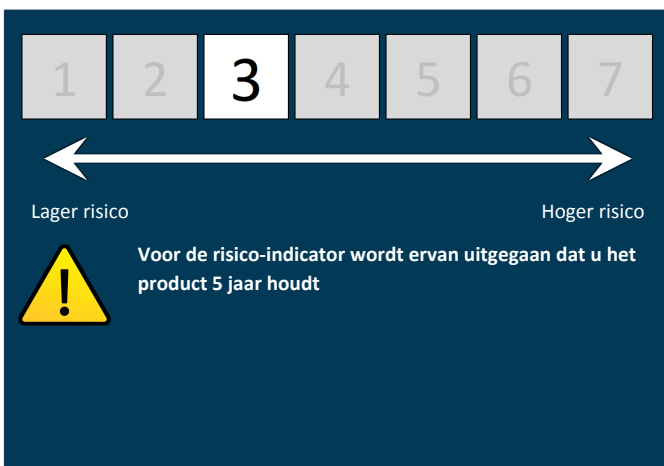 1 2 3 4 5 6 7
Lager risico Hoger risico
Voor de risico-indicator wordt ervan uitgegaan dat u het
product 5 jaar houdt